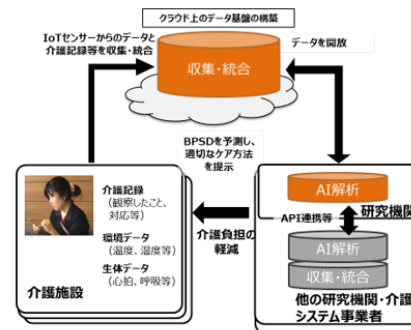 クラウド上のデータ基盤の構築
IoTセンサーからのデータと
介護記録等を収集・統合
収集・統合
データを開放
BPSDを予測し、
適切なケア方法
を提示
介護記録
（観察したこと、
対応等）
環境データ
（温度、湿度等）
生体データ
（心拍、呼吸等）
介護施設
介護負担の
軽減
AI解析
研究機関
API連携等
AI解析
収集・統合
他の研究機関・介護
システム事業者